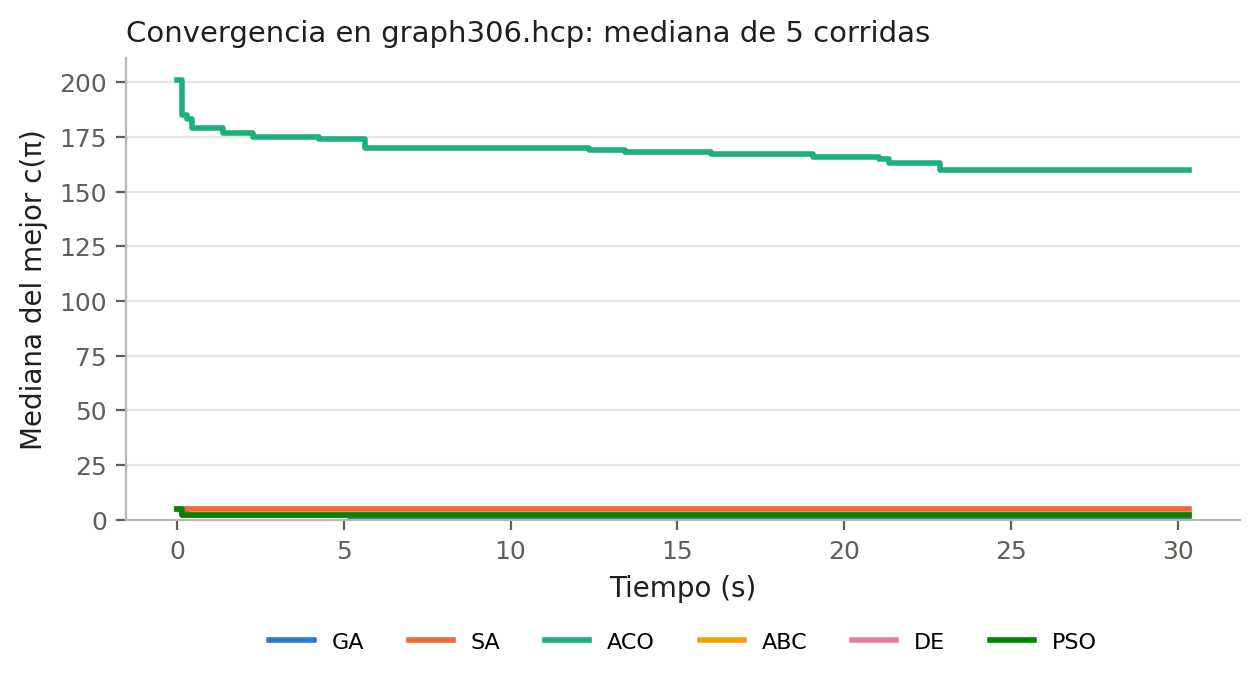 Convergencia en graph306.hcp: mediana de 5 corridas
Mediana del mejor c(π)
200
175
150
125
100
75
50
25
0
0 5 10 15 20 25 30
Tiempo (s)
GA SA ACO ABC DE PSO